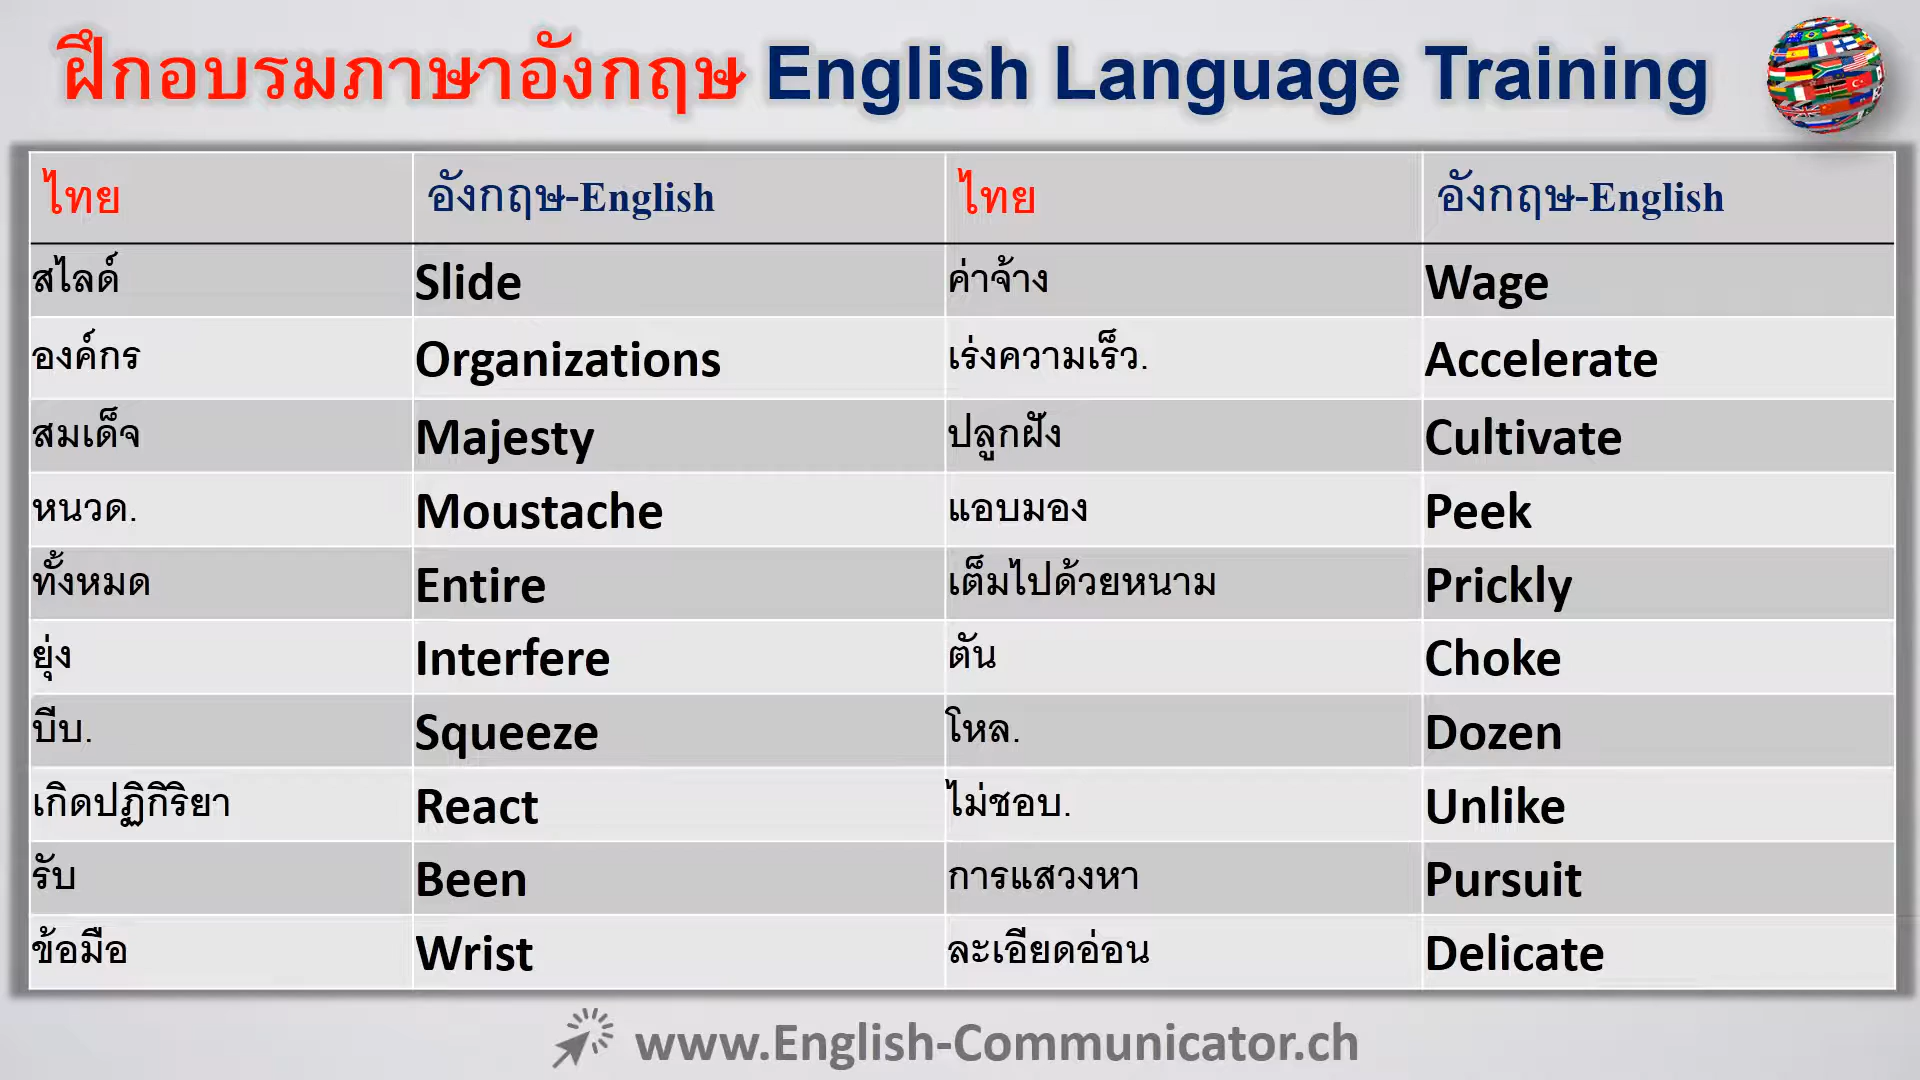 ฝึกอบรมภาษาอังกฤษ English Language Training
ไทย อังกฤษ-English ไทย อังกฤษ-English
สไลด์ Slide ค่าจ้าง Wage
องค์กร Organizations เร่งความเร็ว. Accelerate
สมเด็จ Majesty ปลูกฝัง Cultivate
หนวด. Moustache แอบมอง Peek
ทั้งหมด Entire เต็มไปด้วยหนาม Prickly
ยุ่ง Interfere ตัน Choke
บีบ. Squeeze โหล. Dozen
เกิดปฏิกิริยา React ไม่ชอบ. Unlike
รับ Been การแสวงหา Pursuit
ข้อมือ Wrist ละเอียดอ่อน Delicate
www.English-Communicator.ch